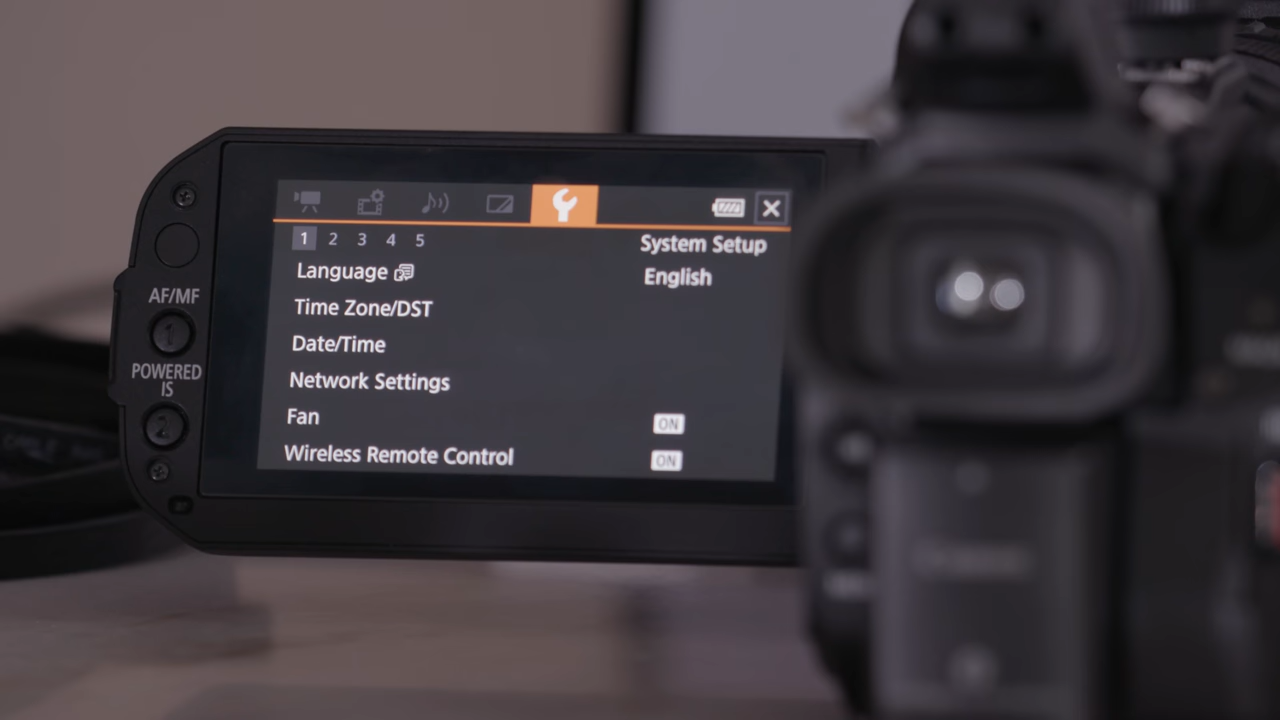 1 2 3 4 5 System Setup
Language English
Time Zone/DST
Date/Time
Network Settings
Fan ON
Wireless Remote Control ON
AF/MF
1
POWERED
IS
2